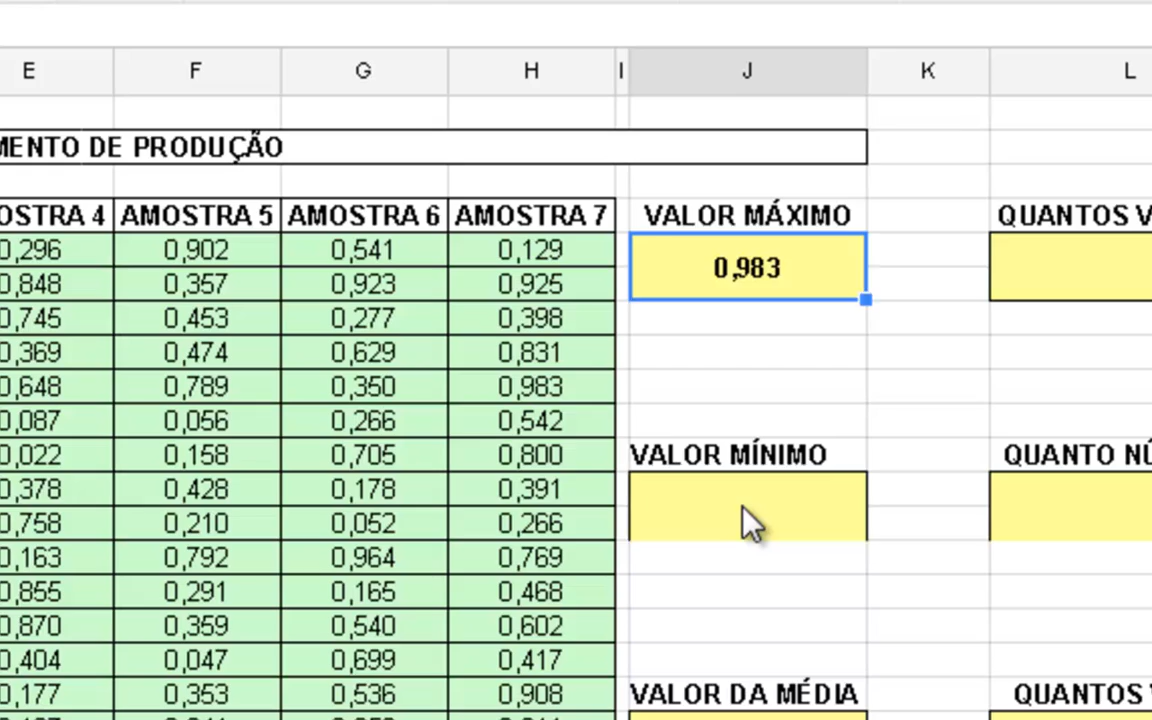 E F G H I J K L
MENTO DE PRODUÇÃO
OSTRA 4 AMOSTRA 5 AMOSTRA 6 AMOSTRA 7 VALOR MÁXIMO QUANTOS V
0,296 0,902 0,541 0,129
0,983
0,848 0,357 0,923 0,925
0,745 0,453 0,277 0,398
0,369 0,474 0,629 0,831
0,648 0,789 0,350 0,983
0,087 0,056 0,266 0,542
0,022 0,158 0,705 0,800 VALOR MÍNIMO QUANTO NÚ
0,378 0,428 0,178 0,391
0,758 0,210 0,052 0,266
0,163 0,792 0,964 0,769
0,855 0,291 0,165 0,468
0,870 0,359 0,540 0,602
0,404 0,047 0,699 0,417
0,177 0,353 0,536 0,908 VALOR DA MÉDIA QUANTOS V